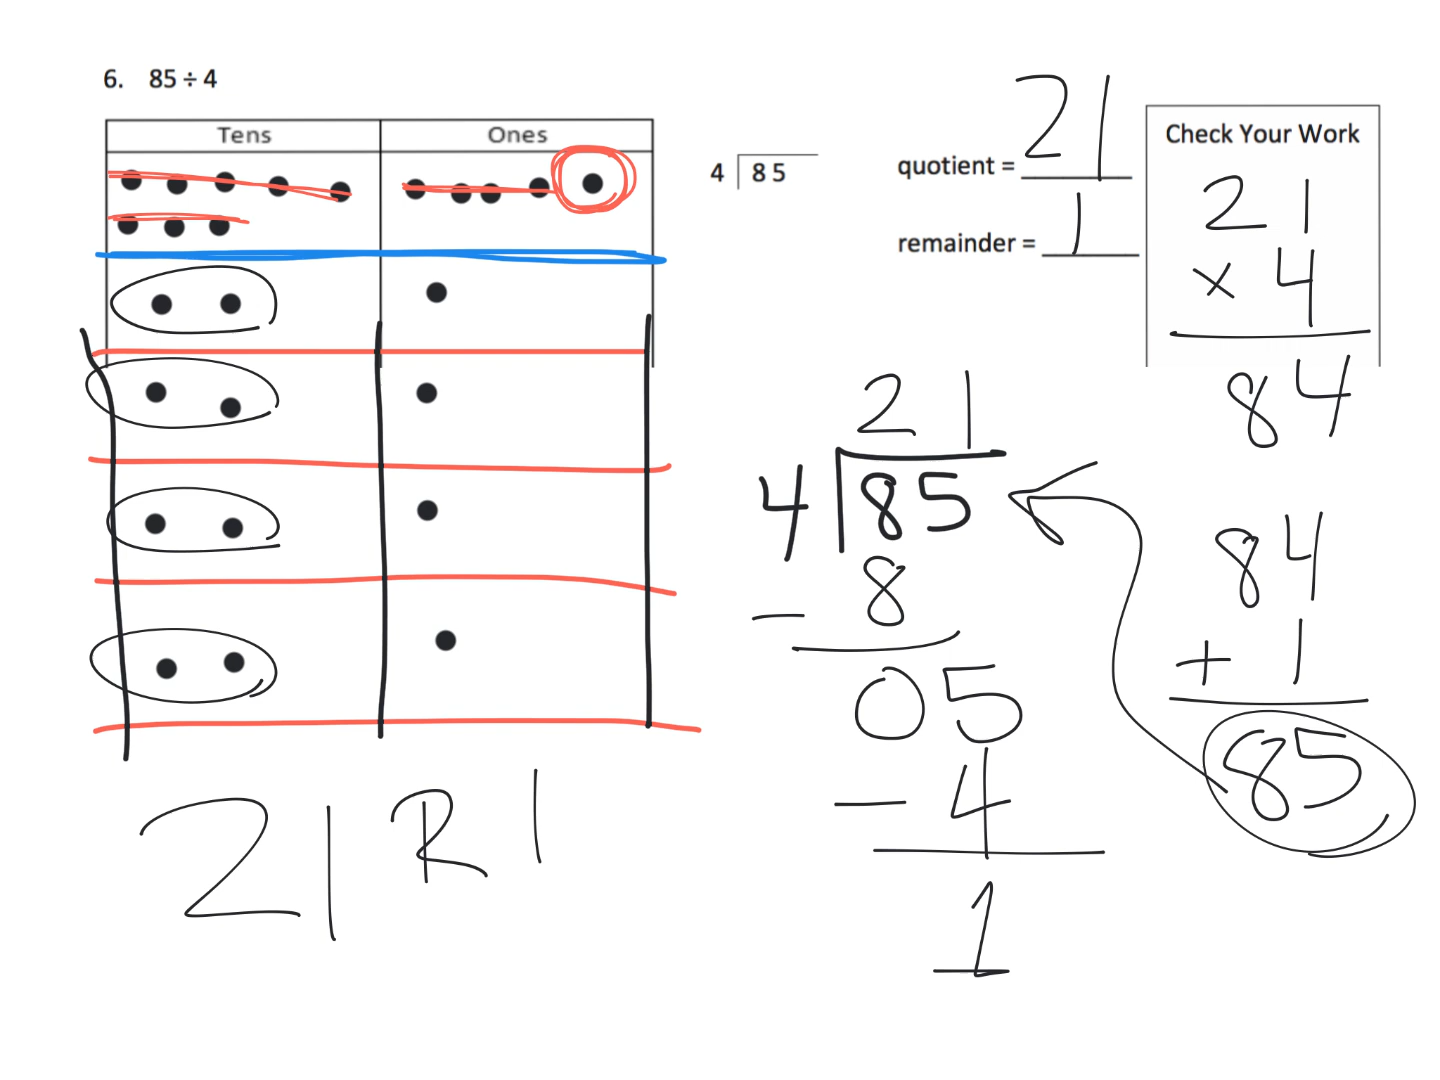 6. 85 ÷ 4
Tens Ones
21 R 1
4 85
quotient = 21
remainder = 1
21
4 85
- 8
05
- 4
1
Check Your Work
21
× 4
84
84
+ 1
85